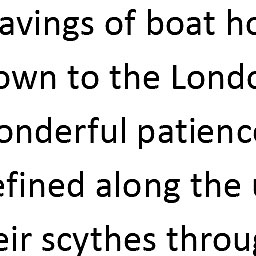 avings of boat ho
own to the Londo
onderful patience
efined along the u
eir scythes throug